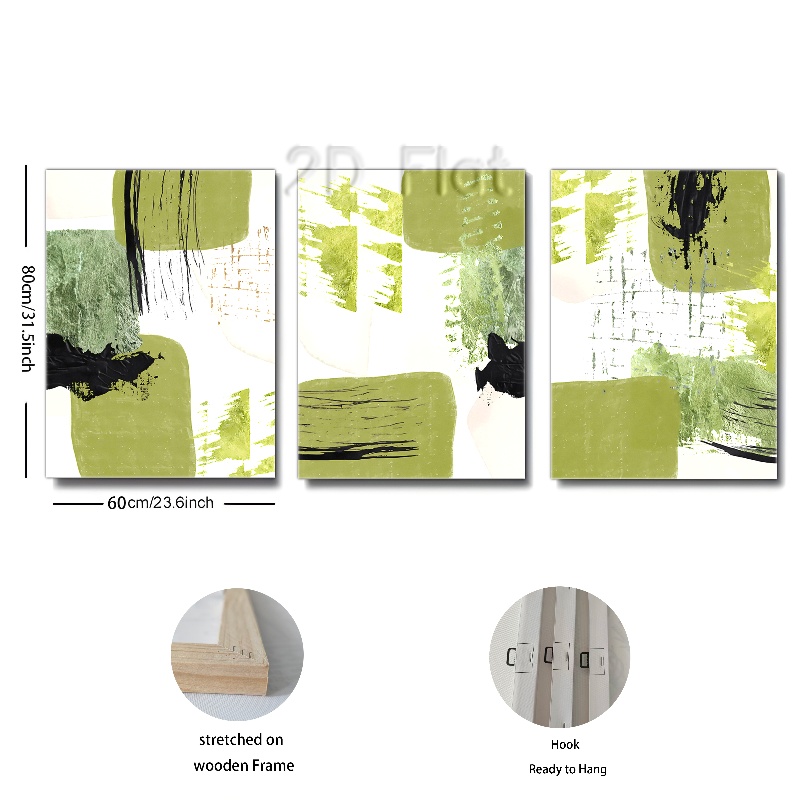 2D Flat
80cm/31.5inch
60cm/23.6inch
stretched on
wooden Frame
Hook
Ready to Hang